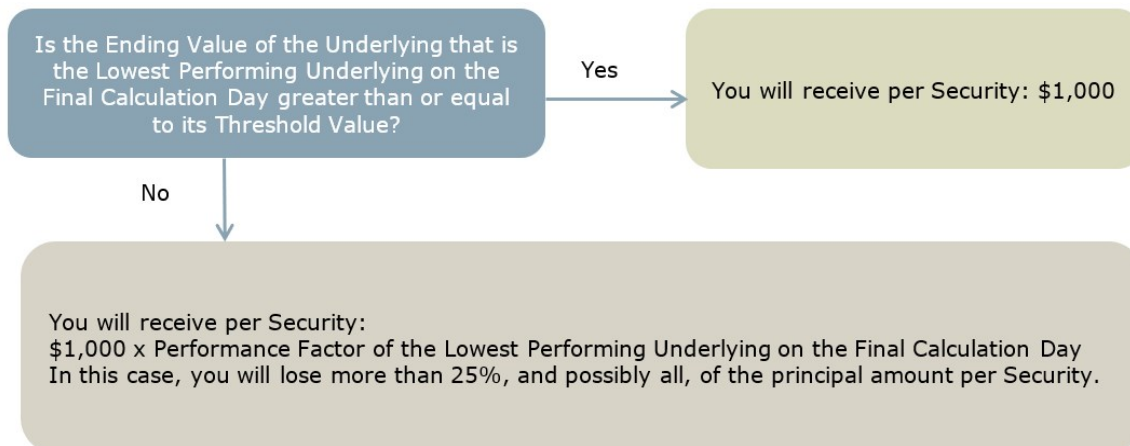 Is the Ending Value of the Underlying that is
the Lowest Performing Underlying on the
Final Calculation Day greater than or equal
to its Threshold Value?
Yes
You will receive per Security: $1,000
No
You will receive per Security:
$1,000 x Performance Factor of the Lowest Performing Underlying on the Final Calculation Day
In this case, you will lose more than 25%, and possibly all, of the principal amount per Security.